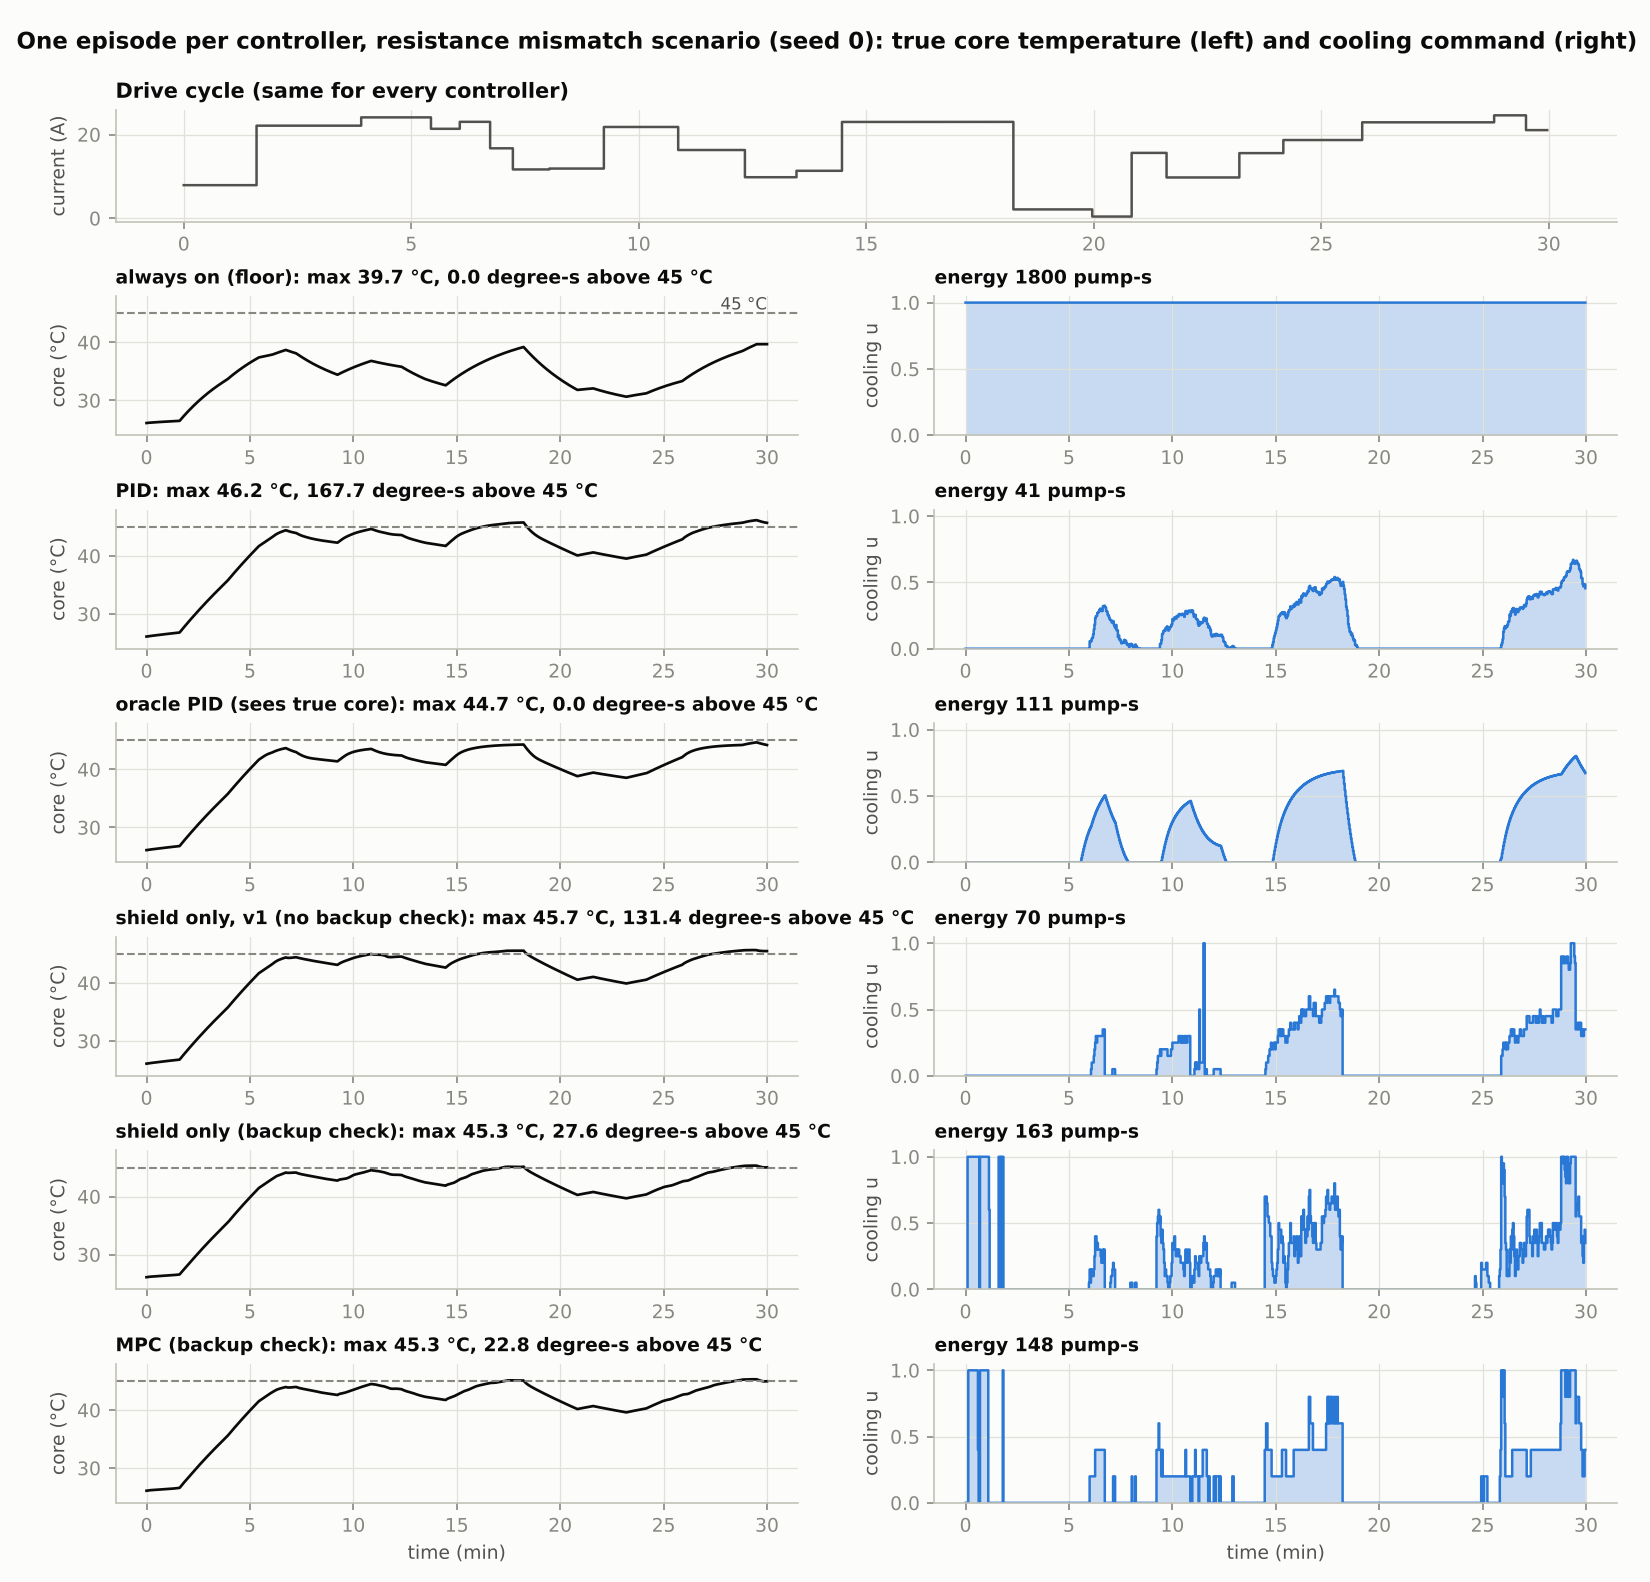 One episode per controller, resistance mismatch scenario (seed 0): true core temperature (left) and cooling command (right)
Drive cycle (same for every controller)
current (A)
20
0
0 5 10 15 20 25 30
always on (floor): max 39.7 °C, 0.0 degree-s above 45 °C
core (°C)
40
30
45 °C
0 5 10 15 20 25 30
energy 1800 pump-s
cooling u
1.0
0.5
0.0
0 5 10 15 20 25 30
PID: max 46.2 °C, 167.7 degree-s above 45 °C
core (°C)
40
30
0 5 10 15 20 25 30
energy 41 pump-s
cooling u
1.0
0.5
0.0
0 5 10 15 20 25 30
oracle PID (sees true core): max 44.7 °C, 0.0 degree-s above 45 °C
core (°C)
40
30
0 5 10 15 20 25 30
energy 111 pump-s
cooling u
1.0
0.5
0.0
0 5 10 15 20 25 30
shield only, v1 (no backup check): max 45.7 °C, 131.4 degree-s above 45 °C
core (°C)
40
30
0 5 10 15 20 25 30
energy 70 pump-s
cooling u
1.0
0.5
0.0
0 5 10 15 20 25 30
shield only (backup check): max 45.3 °C, 27.6 degree-s above 45 °C
core (°C)
40
30
0 5 10 15 20 25 30
energy 163 pump-s
cooling u
1.0
0.5
0.0
0 5 10 15 20 25 30
MPC (backup check): max 45.3 °C, 22.8 degree-s above 45 °C
core (°C)
40
30
0 5 10 15 20 25 30
time (min)
energy 148 pump-s
cooling u
1.0
0.5
0.0
0 5 10 15 20 25 30
time (min)